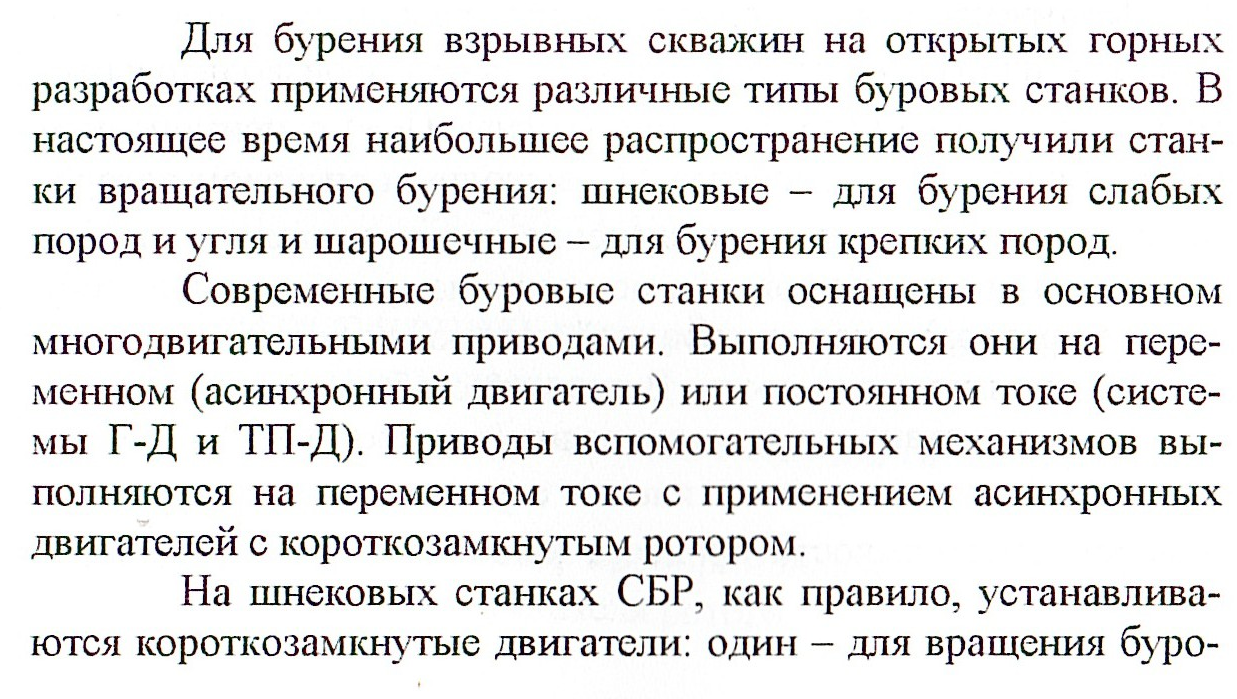 Для бурения взрывных скважин на открытых горных
разработках применяются различные типы буровых станков. В
настоящее время наибольшее распространение получили стан-
ки вращательного бурения: шнековые – для бурения слабых
пород и угля и шарошечные – для бурения крепких пород.
Современные буровые станки оснащены в основном
многодвигательными приводами. Выполняются они на пере-
менном (асинхронный двигатель) или постоянном токе (систе-
мы Г-Д и ТП-Д). Приводы вспомогательных механизмов вы-
полняются на переменном токе с применением асинхронных
двигателей с короткозамкнутым ротором.
На шнековых станках СБР, как правило, устанавлива-
ются короткозамкнутые двигатели: один – для вращения буро-